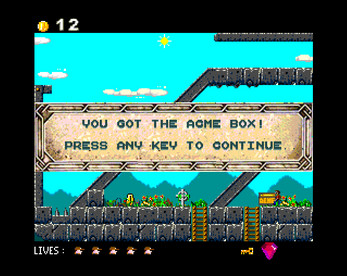 12
YOU GOT THE ACME BOX!
PRESS ANY KEY TO CONTINUE.
LIVES: